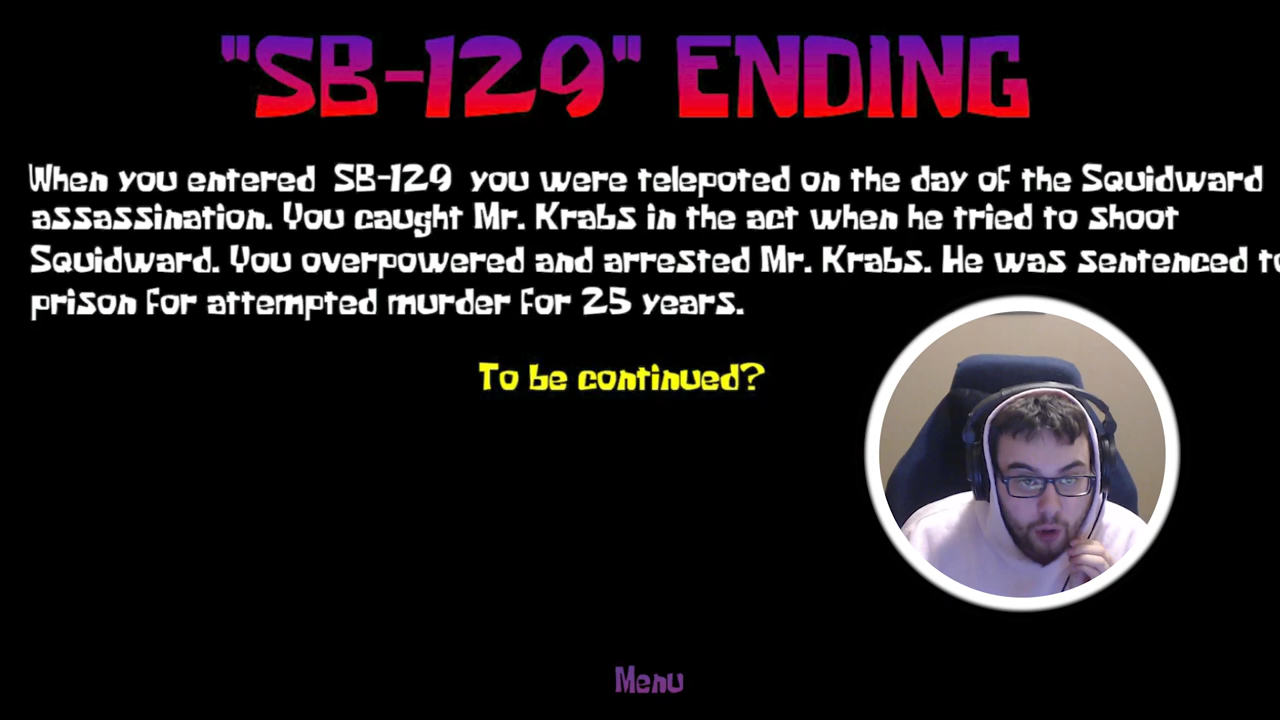 "SB-129" ENDING
When you entered SB-129 you were telepoted on the day of the Squidward
assassination. You caught Mr. Krabs in the act when he tried to shoot
Squidward. You overpowered and arrested Mr. Krabs. He was sentenced to
prison for attempted murder for 25 years.
To be continued?
Menu